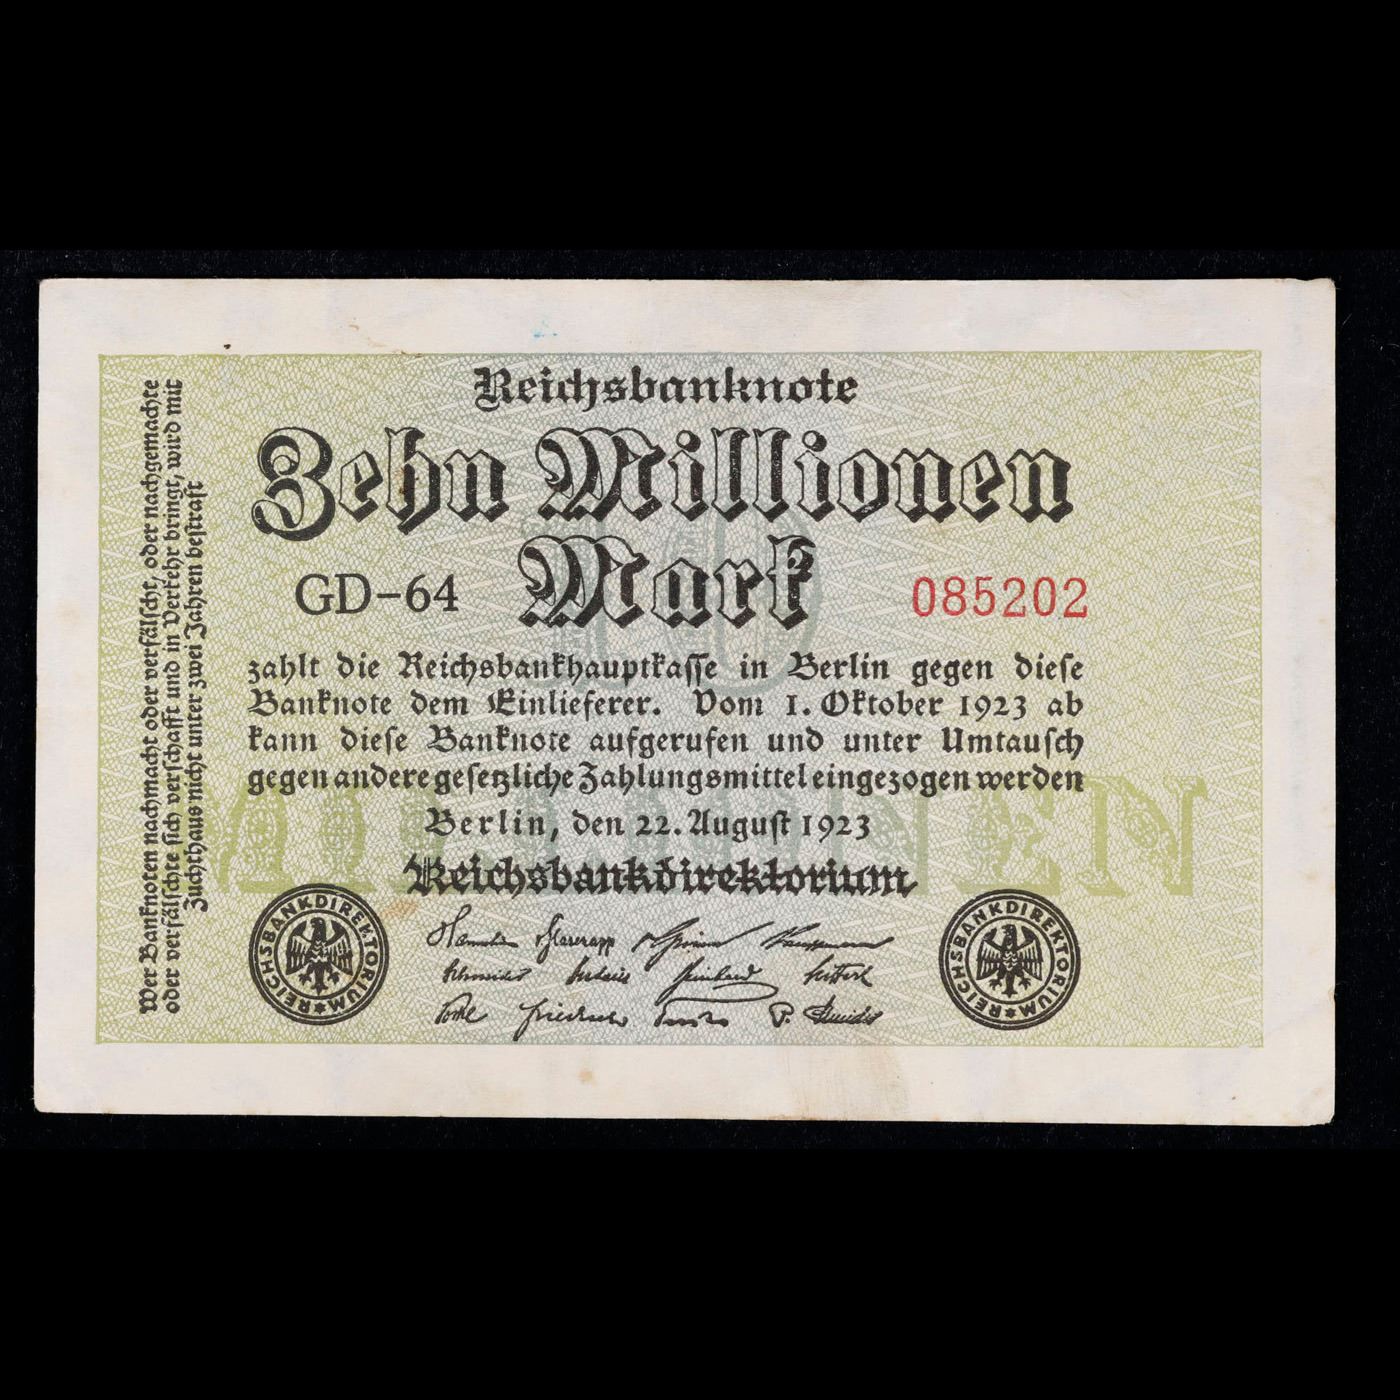 Reichsbanknote
Zehn Millionen
Mark
GD-64
085202
zahlt die Reichsbankhauptkasse in Berlin gegen diese
Banknote dem Einlieferer. Vom 1. Oktober 1923 ab
kann diese Banknote aufgerufen und unter Umtausch
gegen andere gesetzliche Zahlungsmittel eingezogen werden
Berlin, den 22. August 1923
Reichsbankdirektorium
REICHSBANKDIREKTORIUM
REICHSBANKDIREKTORIUM
Wer Banknoten nachmacht oder verfälscht, oder nachgemachte
oder verfälschte sich verschafft und in Verkehr bringt, wird mit
Zuchthaus nicht unter zwei Jahren bestraft
10